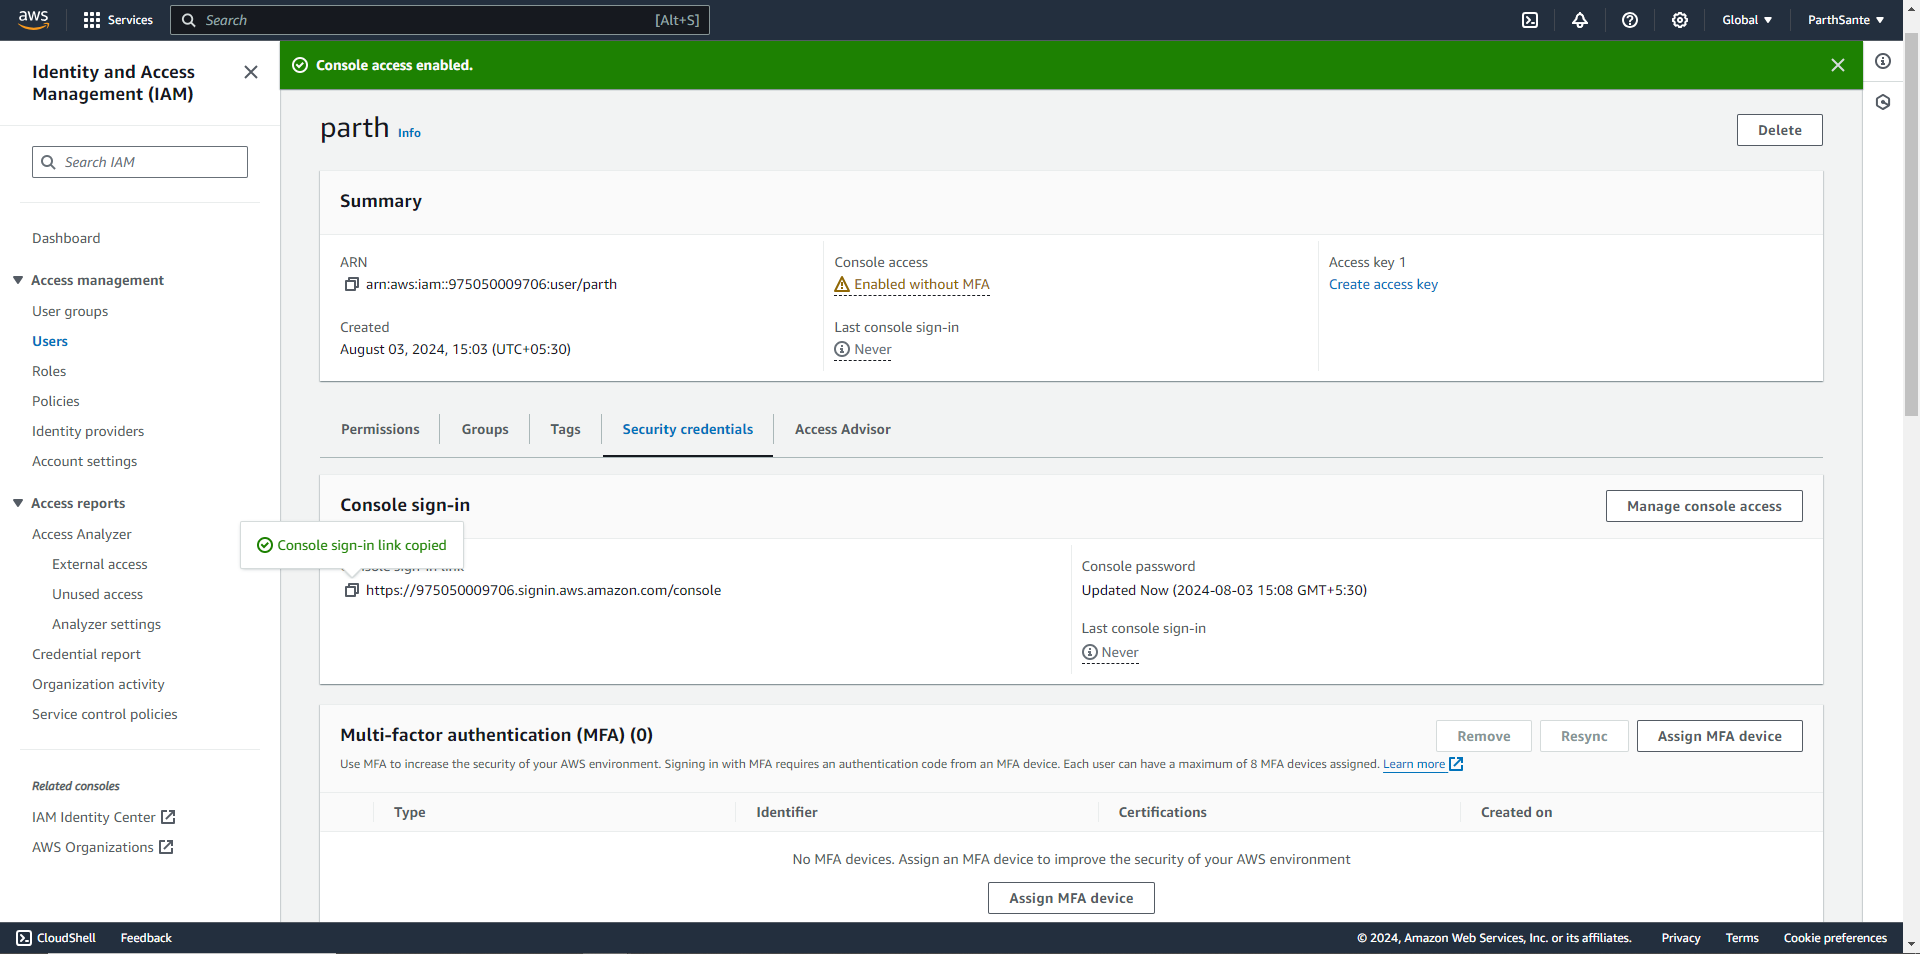 aws
Services
Search
[Alt+S]
Global
ParthSante
Identity and Access
Management (IAM)
Search IAM
Dashboard
Access management
User groups
Users
Roles
Policies
Identity providers
Account settings
Access reports
Access Analyzer
External access
Unused access
Analyzer settings
Credential report
Organization activity
Service control policies
Related consoles
IAM Identity Center
AWS Organizations
Console access enabled.
parth Info
Delete
Summary
ARN
arn:aws:iam::975050009706:user/parth
Created
August 03, 2024, 15:03 (UTC+05:30)
Console access
Enabled without MFA
Last console sign-in
Never
Access key 1
Create access key
Permissions
Groups
Tags
Security credentials
Access Advisor
Console sign-in
Manage console access
Console sign-in link copied
https://975050009706.signin.aws.amazon.com/console
Console password
Updated Now (2024-08-03 15:08 GMT+5:30)
Last console sign-in
Never
Multi-factor authentication (MFA) (0)
Remove
Resync
Assign MFA device
Use MFA to increase the security of your AWS environment. Signing in with MFA requires an authentication code from an MFA device. Each user can have a maximum of 8 MFA devices assigned. Learn more
Type
Identifier
Certifications
Created on
No MFA devices. Assign an MFA device to improve the security of your AWS environment
Assign MFA device
CloudShell
Feedback
© 2024, Amazon Web Services, Inc. or its affiliates.
Privacy
Terms
Cookie preferences